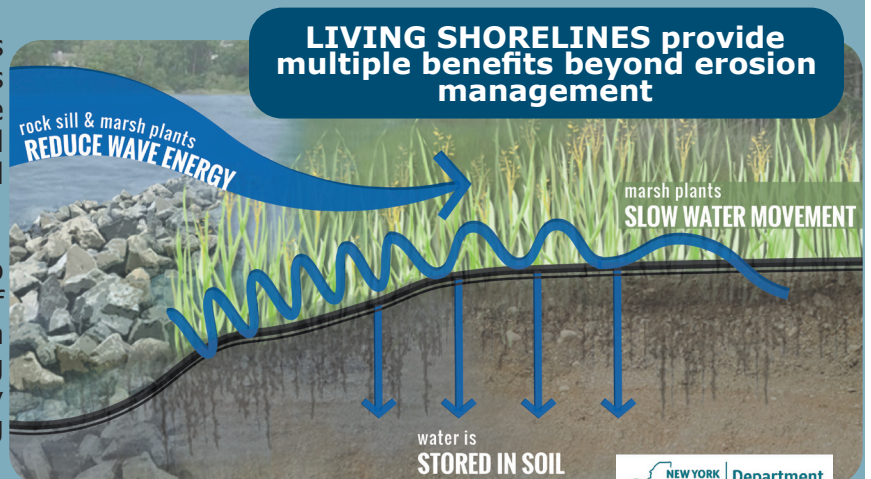 LIVING SHORELINES provide
multiple benefits beyond erosion
management
rock sill & marsh plants
REDUCE WAVE ENERGY
marsh plants
SLOW WATER MOVEMENT
water is
STORED IN SOIL
NEW YORK
Department